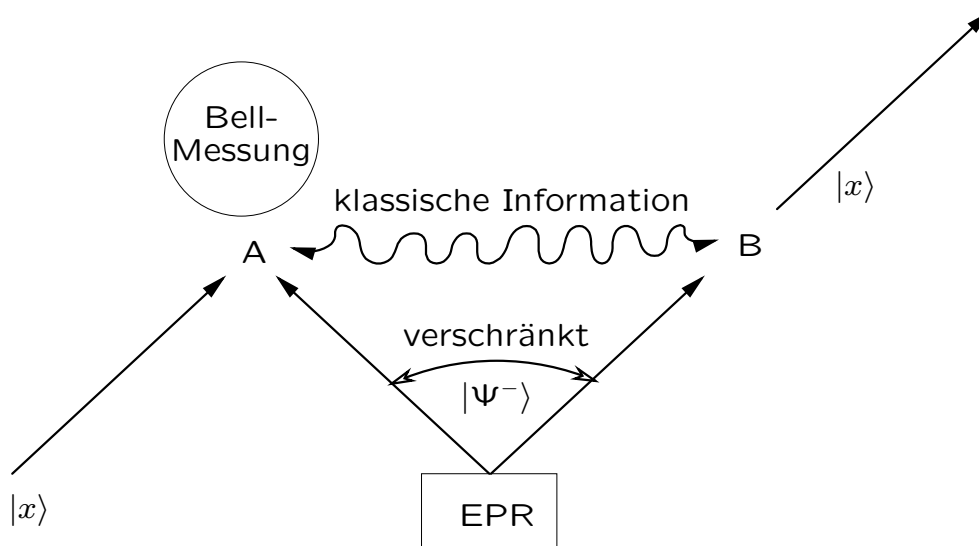 Bell-
Messung
|x⟩
klassische Information
A
B
verschränkt
|Ψ⁻⟩
|x⟩
EPR